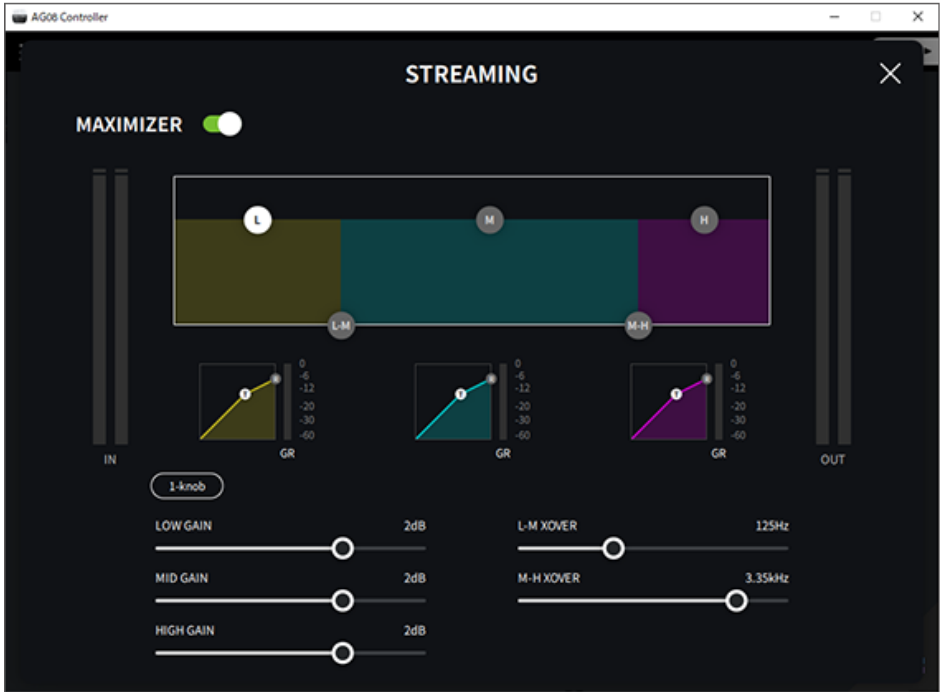 AG08 Controller
STREAMING
MAXIMIZER
L M H
L-M M-H
T R 0 T R 0 T R 0
-6 -6 -6
-12 -12 -12
-20 -20 -20
-30 -30 -30
-60 -60 -60
IN GR GR GR OUT
1-knob
LOW GAIN 2dB L-M XOVER 125Hz
MID GAIN 2dB M-H XOVER 3.35kHz
HIGH GAIN 2dB